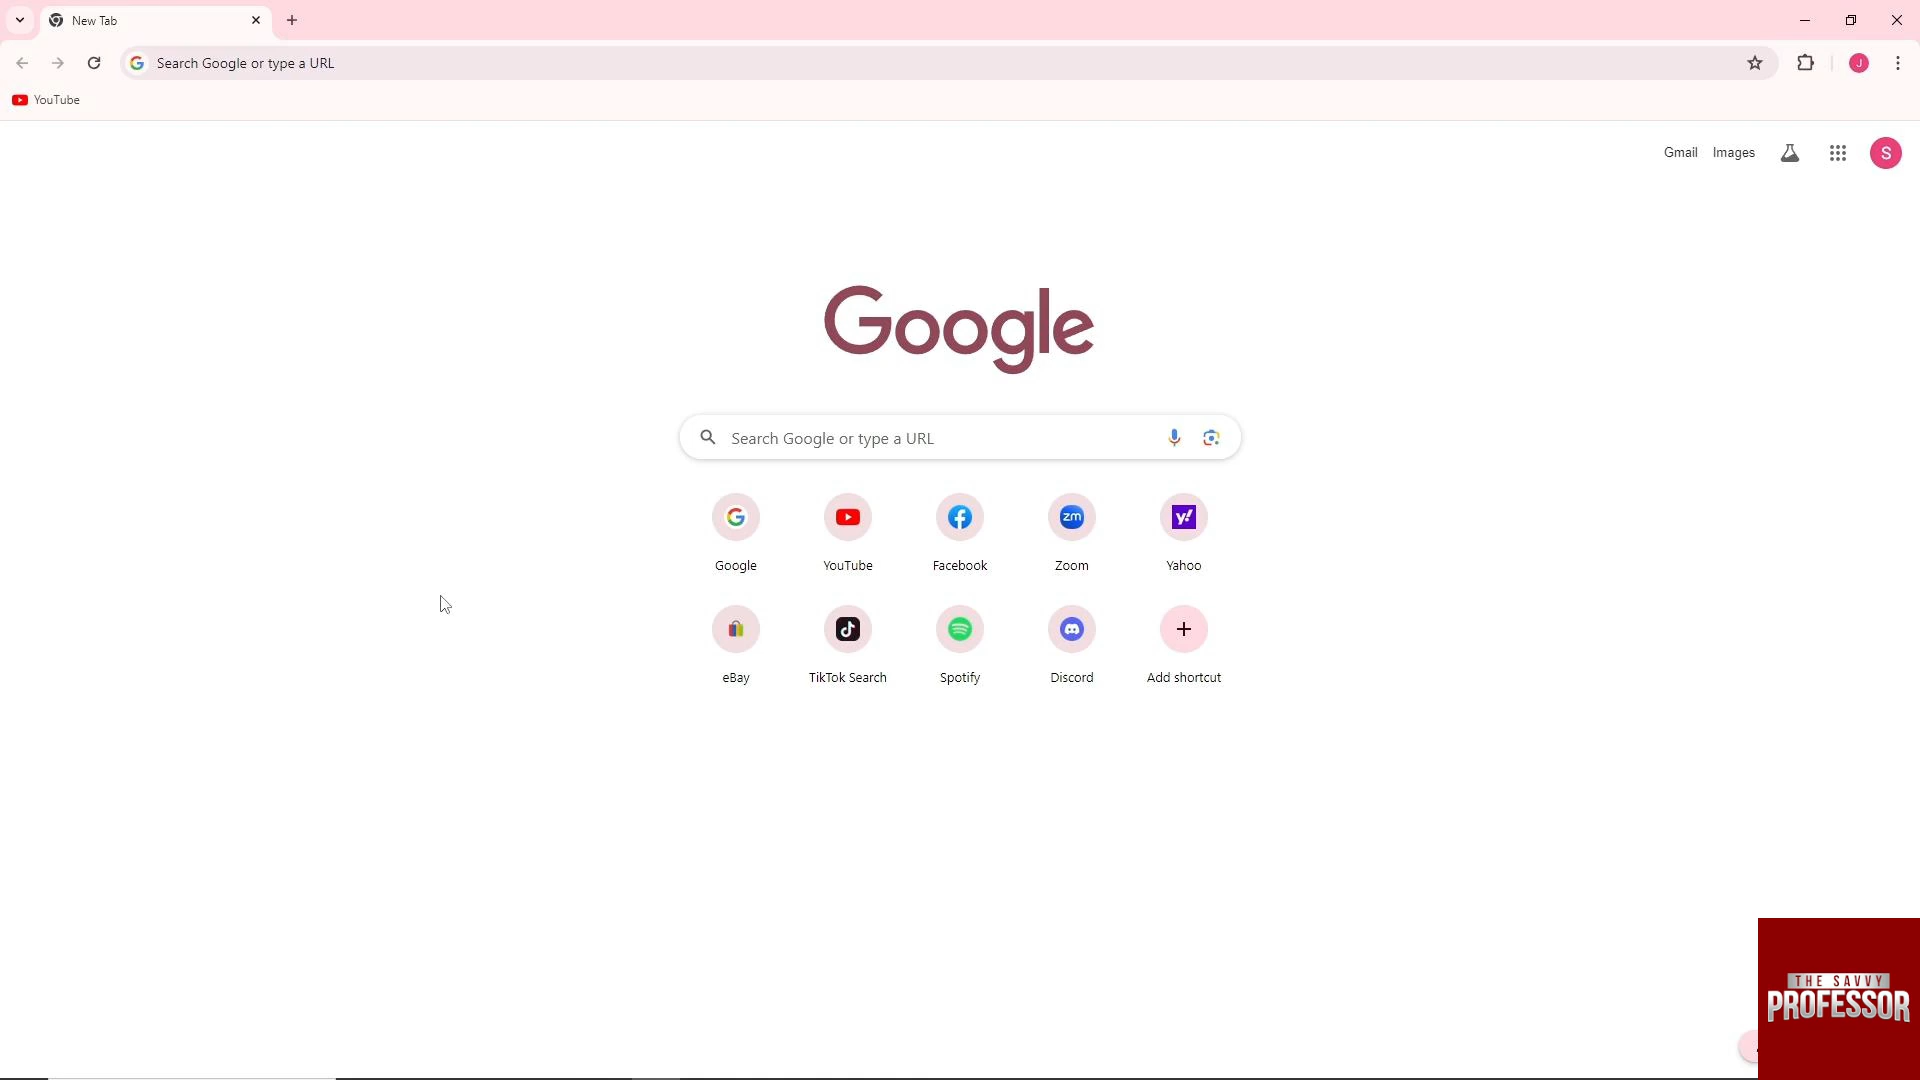 New Tab
Search Google or type a URL
J
YouTube
Gmail Images
S
Google
Search Google or type a URL
zm
y!
Google YouTube Facebook Zoom Yahoo
eBay TikTok Search Spotify Discord Add shortcut
THE SAVVY
PROFESSOR